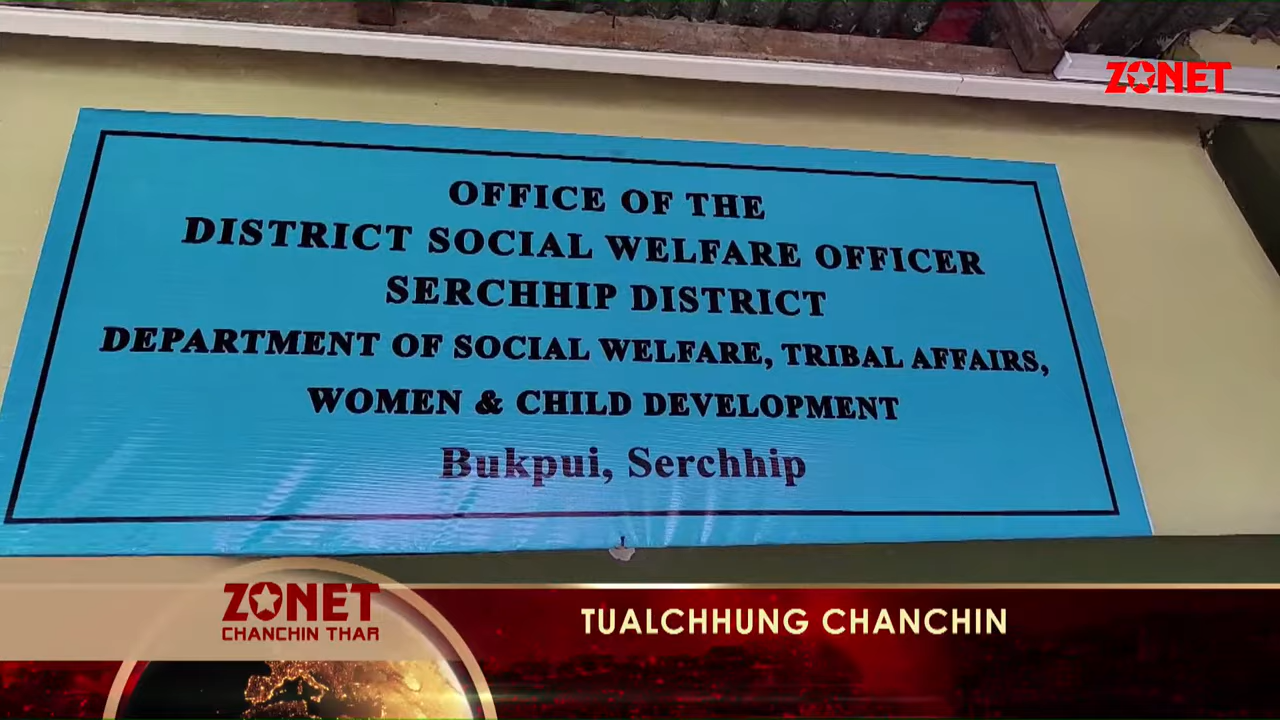 ZONET
OFFICE OF THE
DISTRICT SOCIAL WELFARE OFFICER
SERCHHIP DISTRICT
DEPARTMENT OF SOCIAL WELFARE, TRIBAL AFFAIRS,
WOMEN & CHILD DEVELOPMENT
Bukpui, Serchhip
ZONET
CHANCHIN THAR
TUALCHHUNG CHANCHIN